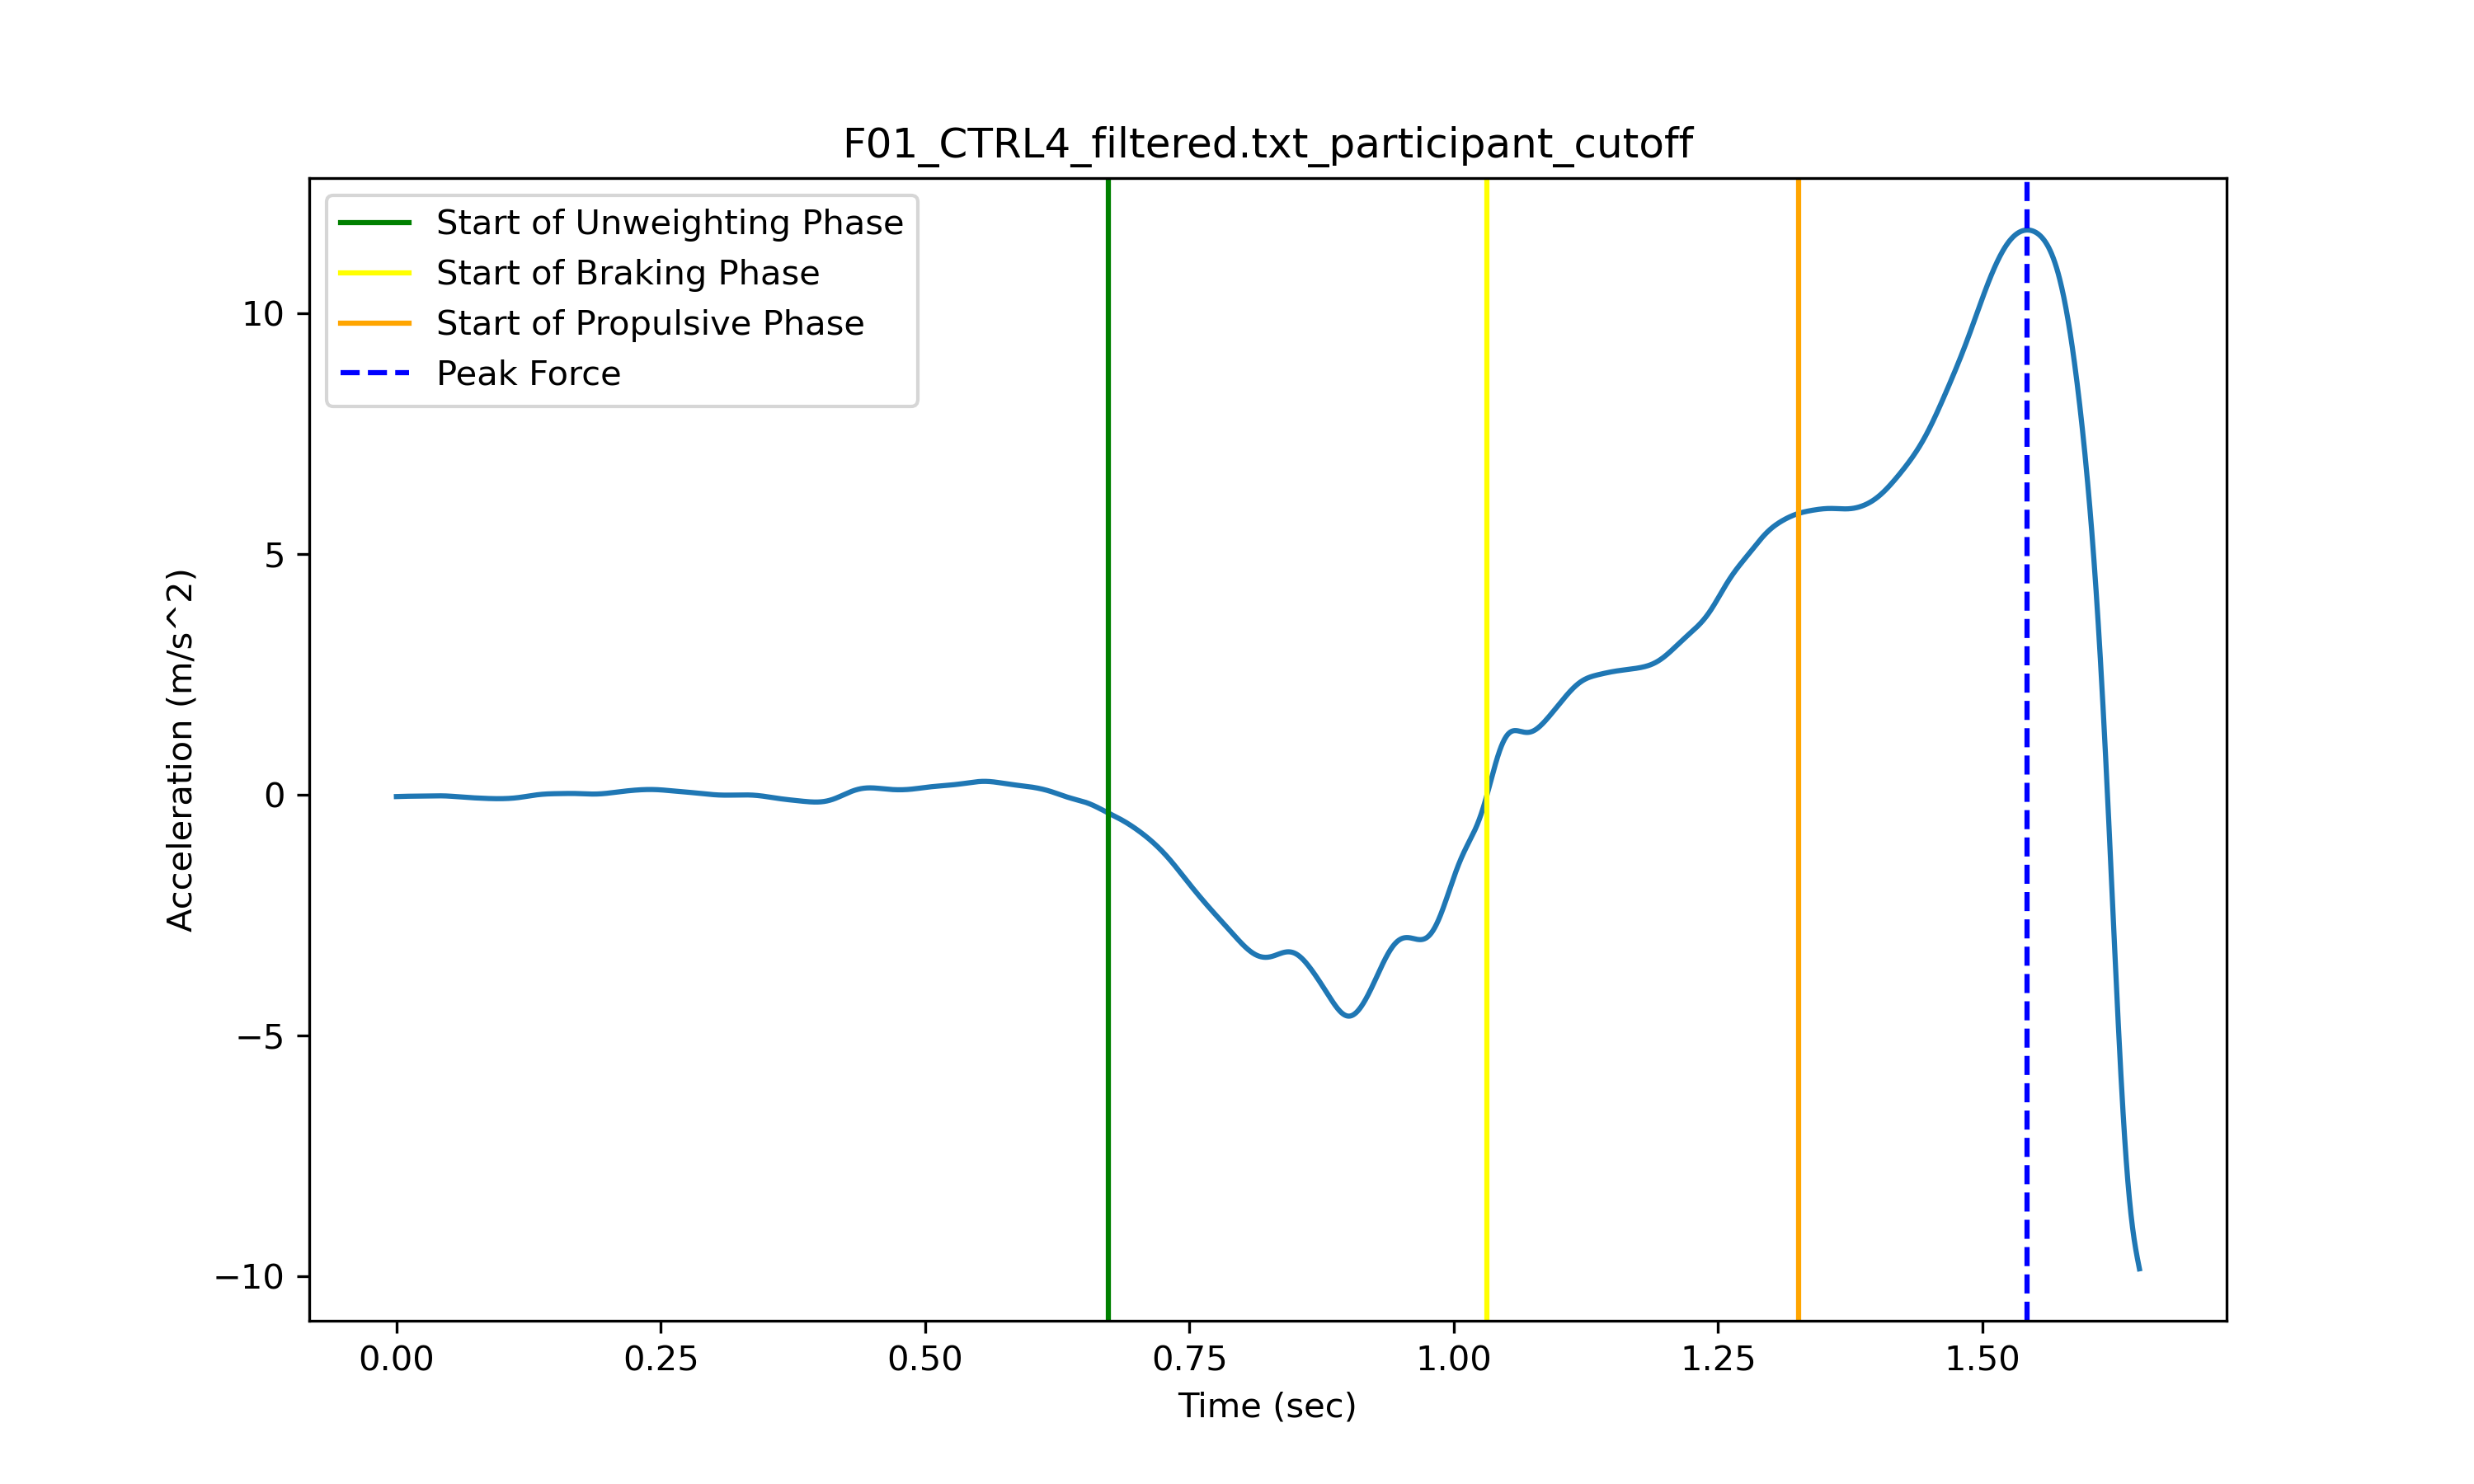 F01_CTRL4_filtered.txt_participant_cutoff
Start of Unweighting Phase
Start of Braking Phase
Start of Propulsive Phase
Peak Force
Acceleration (m/s^2)
10
5
0
−5
−10
0.00 0.25 0.50 0.75 1.00 1.25 1.50
Time (sec)